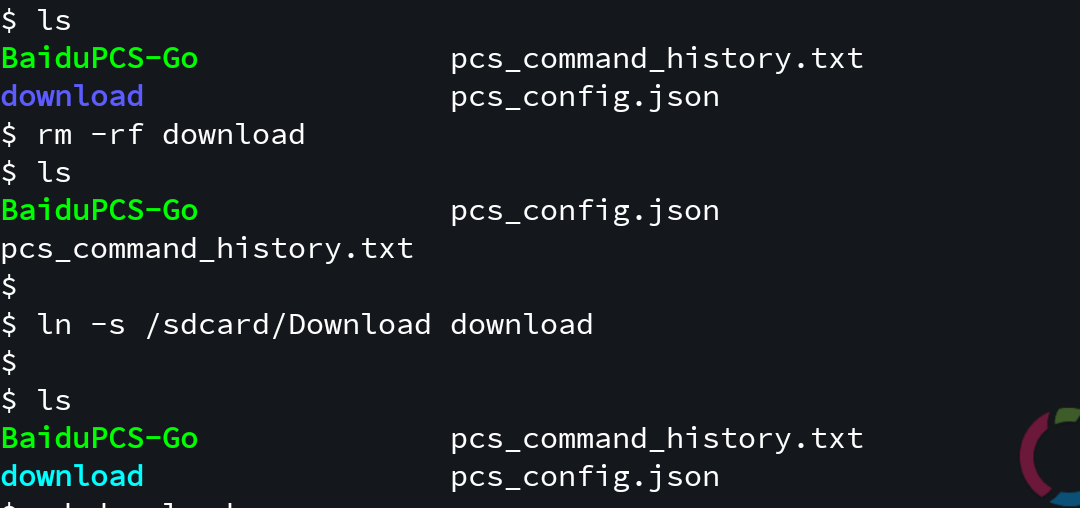 $ ls
BaiduPCS-Go pcs_command_history.txt
download pcs_config.json
$ rm -rf download
$ ls
BaiduPCS-Go pcs_config.json
pcs_command_history.txt
$
$ ln -s /sdcard/Download download
$
$ ls
BaiduPCS-Go pcs_command_history.txt
download pcs_config.json